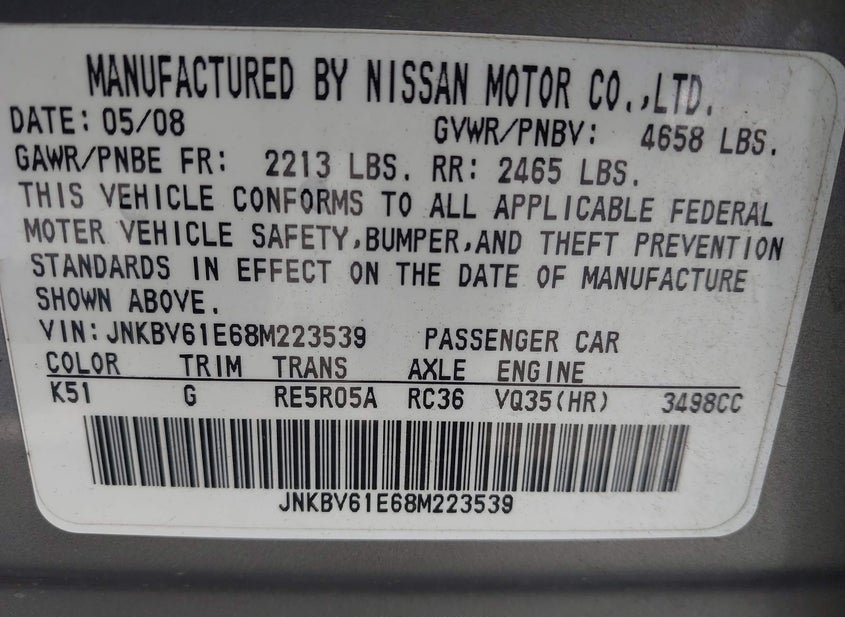 MANUFACTURED BY NISSAN MOTOR CO.,LTD.
DATE: 05/08 GVWR/PNBV: 4658 LBS.
GAWR/PNBE FR: 2213 LBS. RR: 2465 LBS.
THIS VEHICLE CONFORMS TO ALL APPLICABLE FEDERAL
MOTER VEHICLE SAFETY,BUMPER,AND THEFT PREVENTION
STANDARDS IN EFFECT ON THE DATE OF MANUFACTURE
SHOWN ABOVE.
VIN:JNKBV61E68M223539 PASSENGER CAR
COLOR TRIM TRANS AXLE ENGINE
K51 G RE5R05A RC36 VQ35(HR) 3498CC
JNKBV61E68M223539